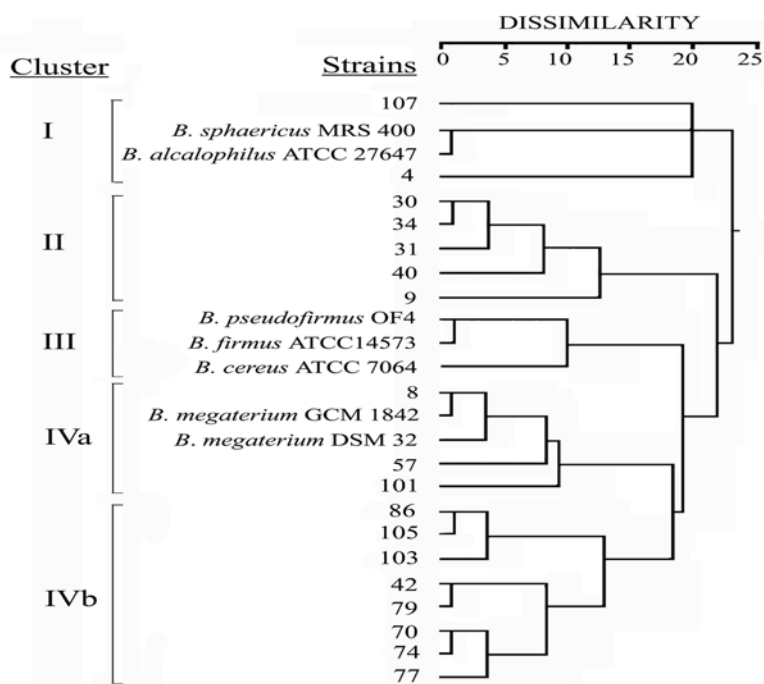 DISSIMILARITY
0 5 10 15 20 25
Cluster Strains
107
I
B. sphaericus MRS 400
B. alcalophilus ATCC 27647
4
30
34
II
31
40
9
B. pseudofirmus OF4
III
B. firmus ATCC14573
B. cereus ATCC 7064
8
B. megaterium GCM 1842
IVa
B. megaterium DSM 32
57
101
86
105
103
42
IVb
79
70
74
77